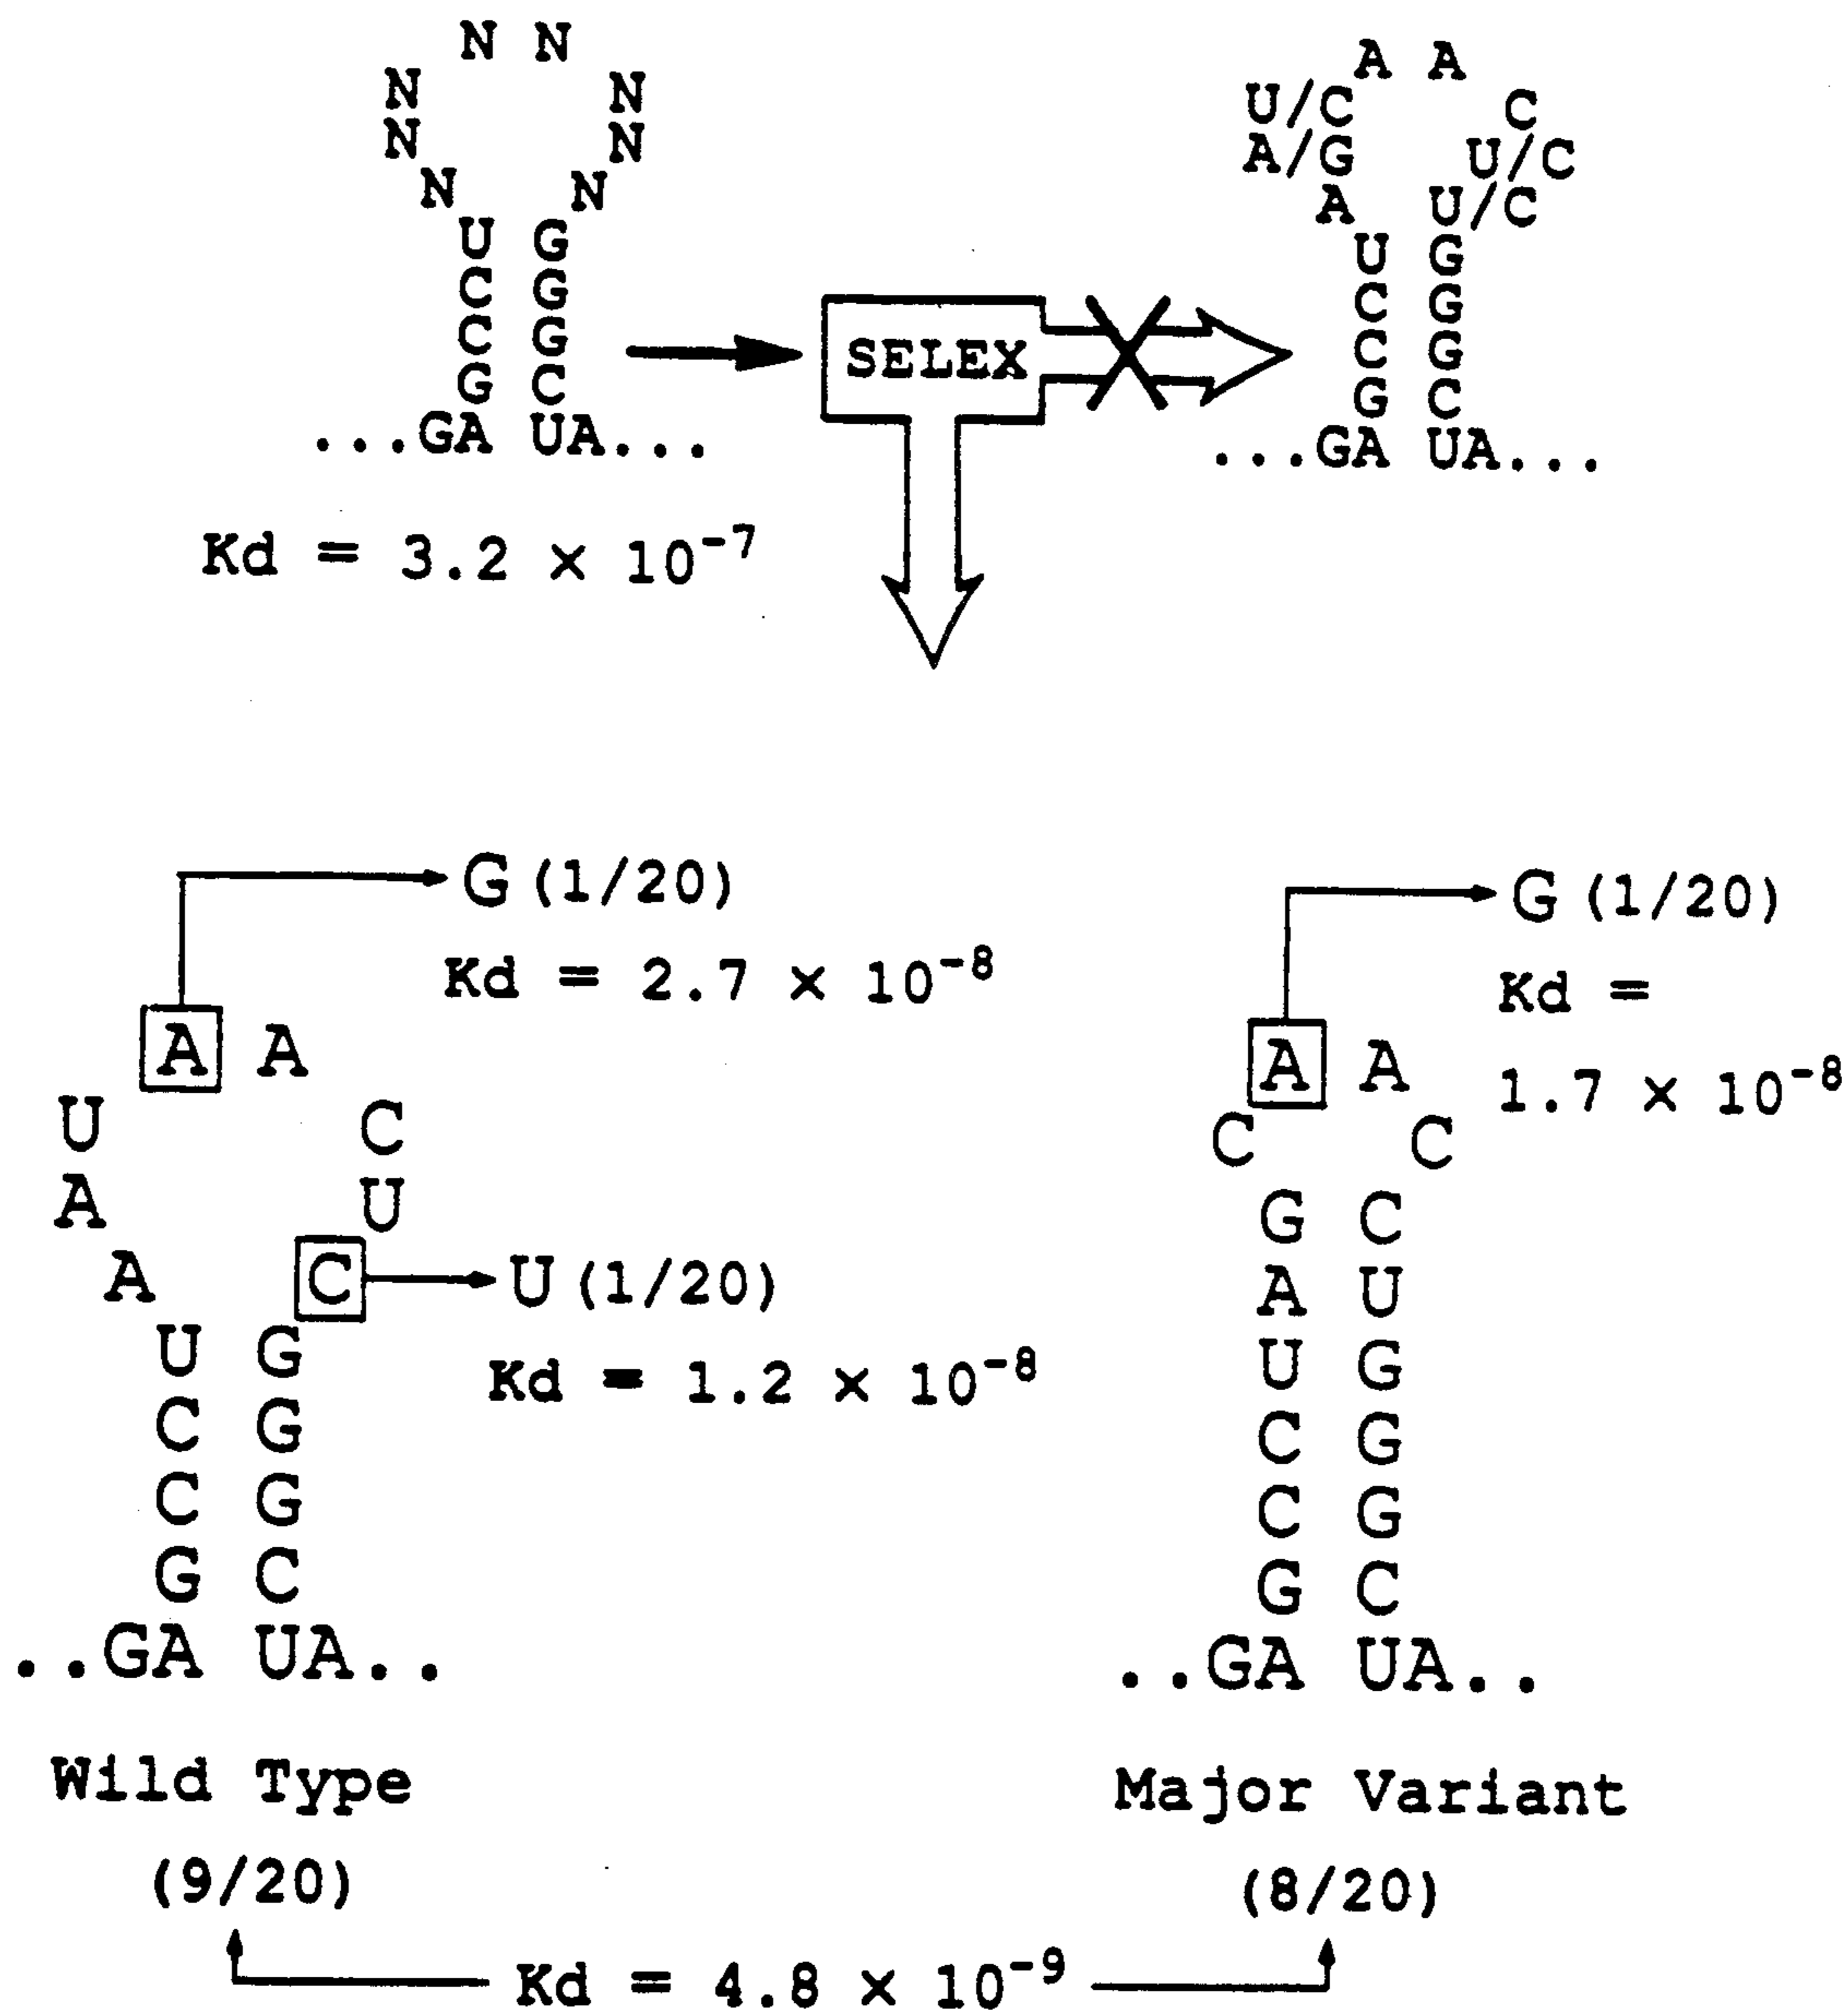 N N
N N
N N
N N
U G
C G
C G
G C
...GA UA...
Kd = 3.2 × 10⁻⁷
SELEX
A A
U/C C
A/G U/C
A U/C
U G
C G
C G
G C
...GA UA...
G (1/20)
Kd = 2.7 × 10⁻⁸
A A
U C
A U
A C
U (1/20)
Kd = 1.2 × 10⁻⁸
U G
C G
C G
G C
..GA UA..
Wild Type
(9/20)
G (1/20)
Kd =
1.7 × 10⁻⁸
A A
C C
G C
A U
U G
C G
C G
G C
..GA UA..
Major Variant
(8/20)
Kd = 4.8 × 10⁻⁹